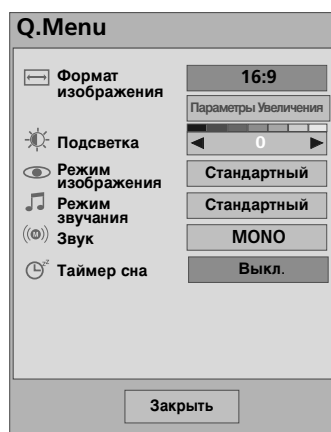 Q.Menu
Формат
изображения
16:9
Параметры Увеличения
Подсветка
0
Режим
изображения
Стандартный
Режим
звучания
Стандартный
Звук
MONO
Таймер сна
Выкл.
Закрыть